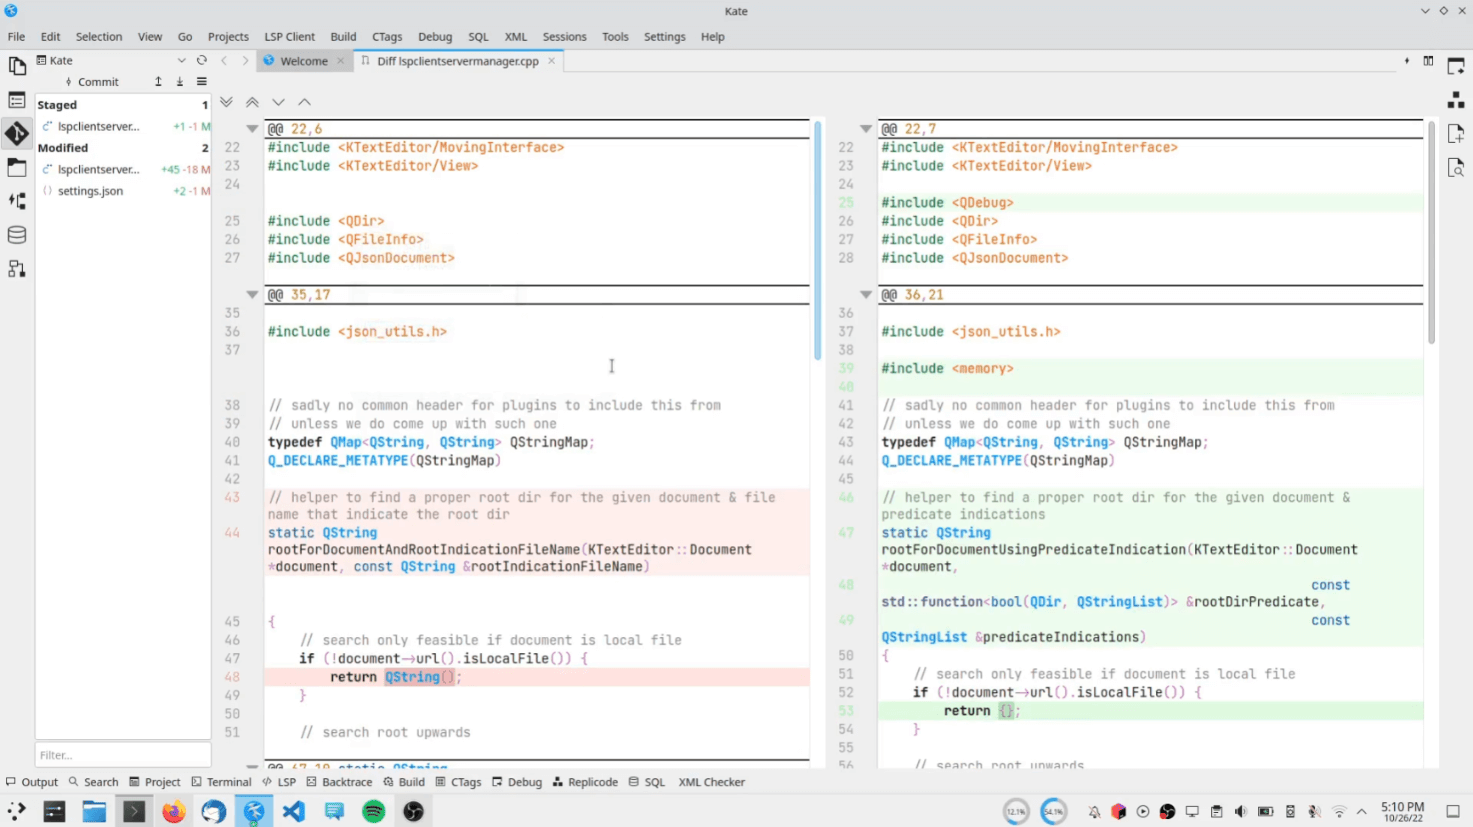 Kate
File Edit Selection View Go Projects LSP Client Build CTags Debug SQL XML Sessions Tools Settings Help
Kate
Welcome
Diff lspclientservermanager.cpp
Commit
Staged 1
lspclientserver... +1 -1 M
Modified 2
lspclientserver... +45 -18 M
settings.json +2 -1 M
Filter...
@@ 22,6
22 #include <KTextEditor/MovingInterface>
23 #include <KTextEditor/View>
24
25 #include <QDir>
26 #include <QFileInfo>
27 #include <QJsonDocument>
@@ 35,17
35
36 #include <json_utils.h>
37
38 // sadly no common header for plugins to include this from
39 // unless we do come up with such one
40 typedef QMap<QString, QString> QStringMap;
41 Q_DECLARE_METATYPE(QStringMap)
42
43 // helper to find a proper root dir for the given document & file
name that indicate the root dir
44 static QString
rootForDocumentAndRootIndicationFileName(KTextEditor::Document
*document, const QString &rootIndicationFileName)
45 {
46 // search only feasible if document is local file
47 if (!document->url().isLocalFile()) {
48 return QString();
49 }
50
51 // search root upwards
@@ 67,10 static QString
@@ 22,7
22 #include <KTextEditor/MovingInterface>
23 #include <KTextEditor/View>
24
25 #include <QDebug>
26 #include <QDir>
27 #include <QFileInfo>
28 #include <QJsonDocument>
@@ 36,21
36
37 #include <json_utils.h>
38
39 #include <memory>
40
41 // sadly no common header for plugins to include this from
42 // unless we do come up with such one
43 typedef QMap<QString, QString> QStringMap;
44 Q_DECLARE_METATYPE(QStringMap)
45
46 // helper to find a proper root dir for the given document &
predicate indications
47 static QString
rootForDocumentUsingPredicateIndication(KTextEditor::Document
*document,
48 const
std::function<bool(QDir, QStringList)> &rootDirPredicate,
49 const
QStringList &predicateIndications)
50 {
51 // search only feasible if document is local file
52 if (!document->url().isLocalFile()) {
53 return {};
54 }
55
56 // search root upwards
Output Search Project Terminal LSP Backtrace Build CTags Debug Replicode SQL XML Checker
12.1%
54.1%
5:10 PM
10/26/22